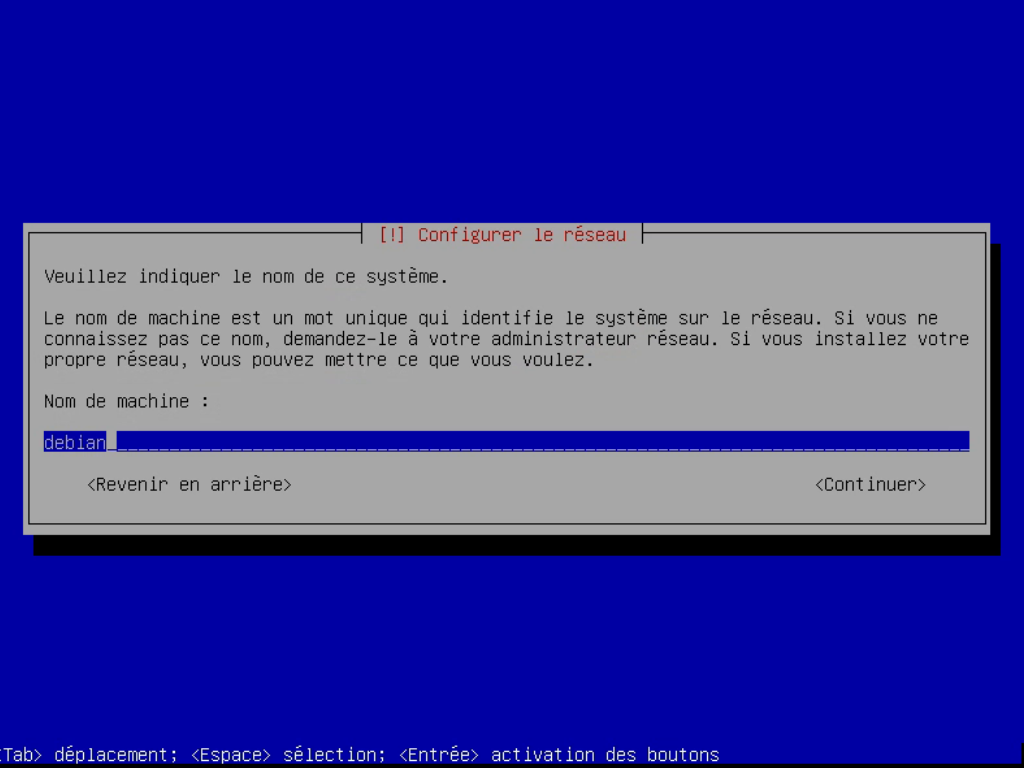 [!] Configurer le réseau
Veuillez indiquer le nom de ce système.
Le nom de machine est un mot unique qui identifie le système sur le réseau. Si vous ne
connaissez pas ce nom, demandez-le à votre administrateur réseau. Si vous installez votre
propre réseau, vous pouvez mettre ce que vous voulez.
Nom de machine :
debian
<Revenir en arrière> <Continuer>
<Tab> déplacement; <Espace> sélection; <Entrée> activation des boutons